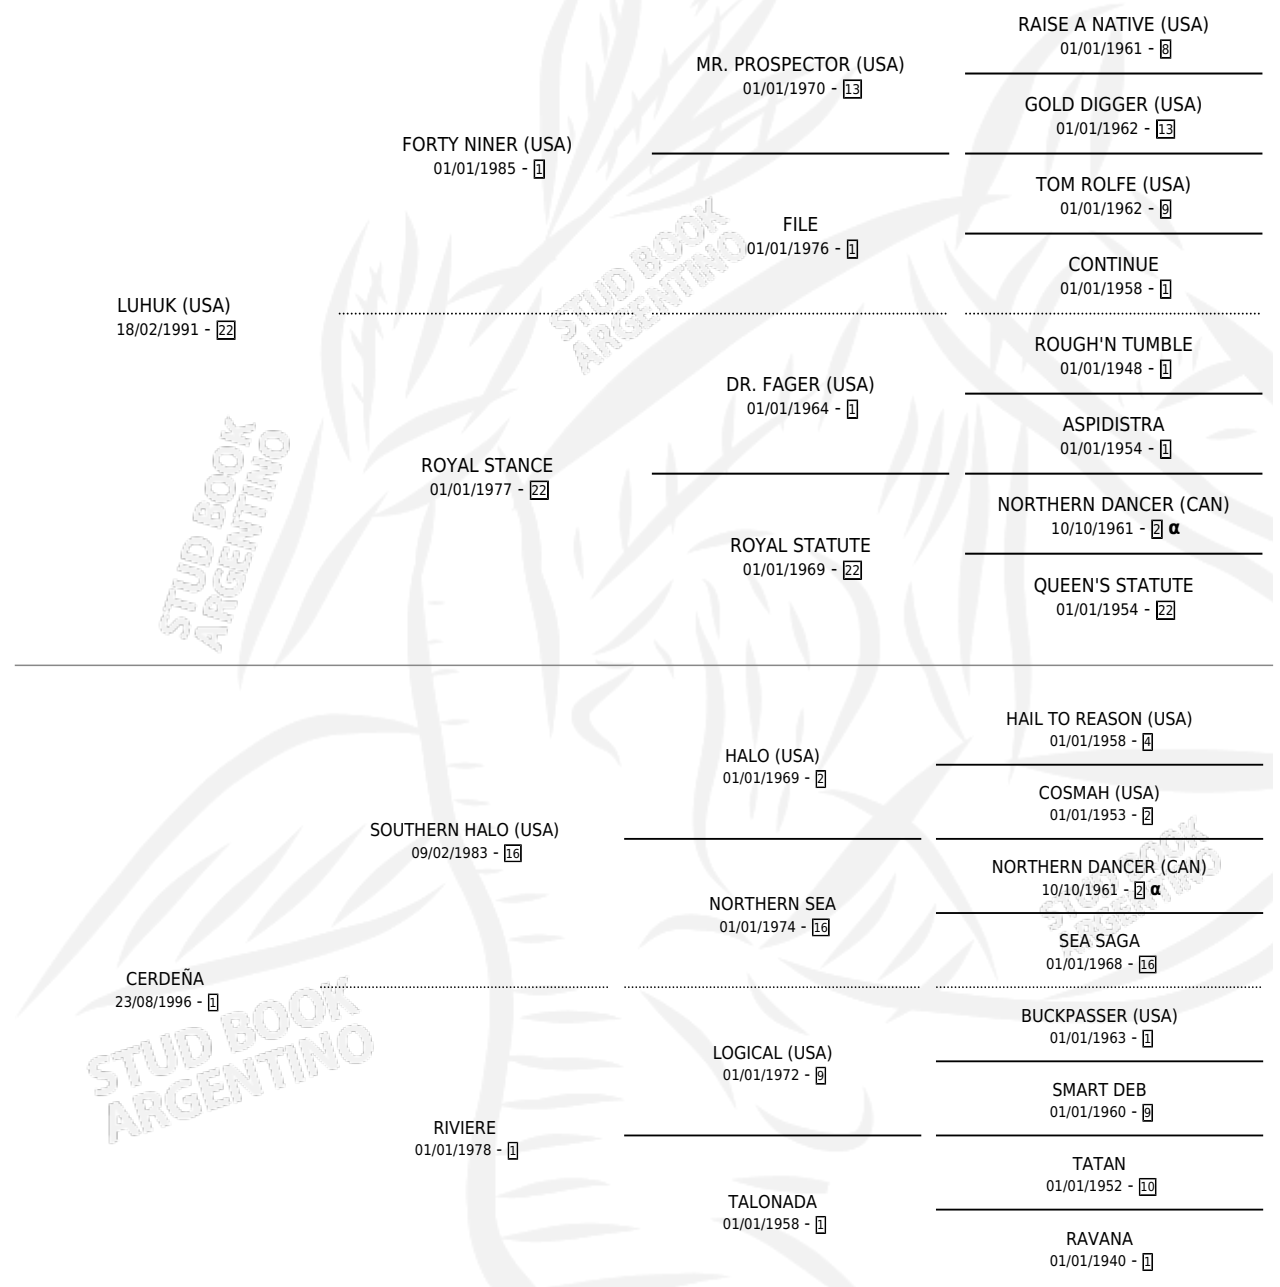 RAISE A NATIVE (USA)
01/01/1961 - 8
MR. PROSPECTOR (USA)
01/01/1970 - 13
GOLD DIGGER (USA)
01/01/1962 - 13
FORTY NINER (USA)
01/01/1985 - 1
TOM ROLFE (USA)
01/01/1962 - 9
FILE
01/01/1976 - 1
CONTINUE
01/01/1958 - 1
LUHUK (USA)
18/02/1991 - 22
ROUGH'N TUMBLE
01/01/1948 - 1
DR. FAGER (USA)
01/01/1964 - 1
ASPIDISTRA
01/01/1954 - 1
ROYAL STANCE
01/01/1977 - 22
NORTHERN DANCER (CAN)
10/10/1961 - 2 α
ROYAL STATUTE
01/01/1969 - 22
QUEEN'S STATUTE
01/01/1954 - 22
HAIL TO REASON (USA)
01/01/1958 - 4
HALO (USA)
01/01/1969 - 2
COSMAH (USA)
01/01/1953 - 2
SOUTHERN HALO (USA)
09/02/1983 - 16
NORTHERN DANCER (CAN)
10/10/1961 - 2 α
NORTHERN SEA
01/01/1974 - 16
SEA SAGA
01/01/1968 - 16
CERDEÑA
23/08/1996 - 1
BUCKPASSER (USA)
01/01/1963 - 1
LOGICAL (USA)
01/01/1972 - 9
SMART DEB
01/01/1960 - 9
RIVIERE
01/01/1978 - 1
TATAN
01/01/1952 - 10
TALONADA
01/01/1958 - 1
RAVANA
01/01/1940 - 1
STUD BOOK
ARGENTINO
STUD BOOK
ARGENTINO
STUD BOOK
ARGENTINO
STUD BOOK
ARGENTINO